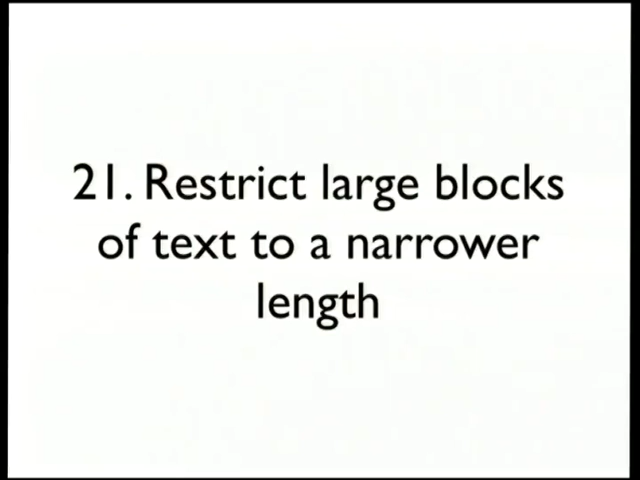 21. Restrict large blocks
of text to a narrower
length